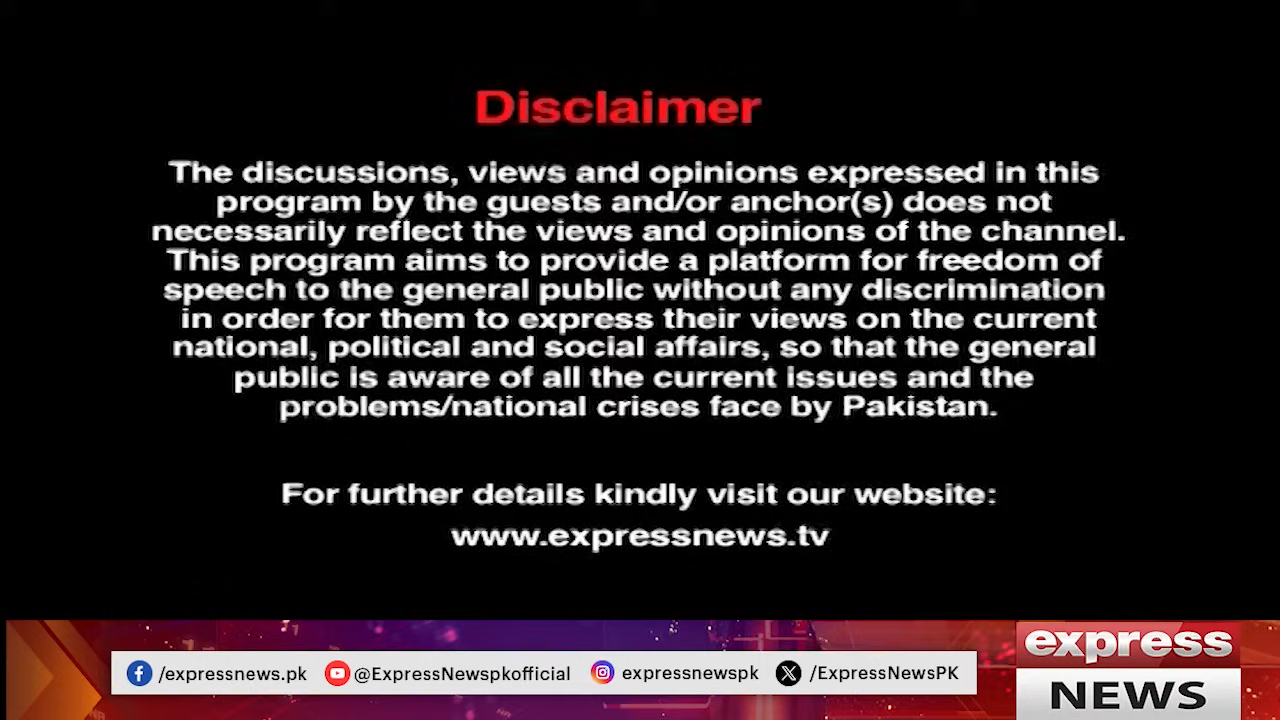 Disclaimer
The discussions, views and opinions expressed in this
program by the guests and/or anchor(s) does not
necessarily reflect the views and opinions of the channel.
This program aims to provide a platform for freedom of
speech to the general public without any discrimination
in order for them to express their views on the current
national, political and social affairs, so that the general
public is aware of all the current issues and the
problems/national crises face by Pakistan.
For further details kindly visit our website:
www.expressnews.tv
/expressnews.pk @ExpressNewspkofficial expressnewspk /ExpressNewsPK
express
NEWS